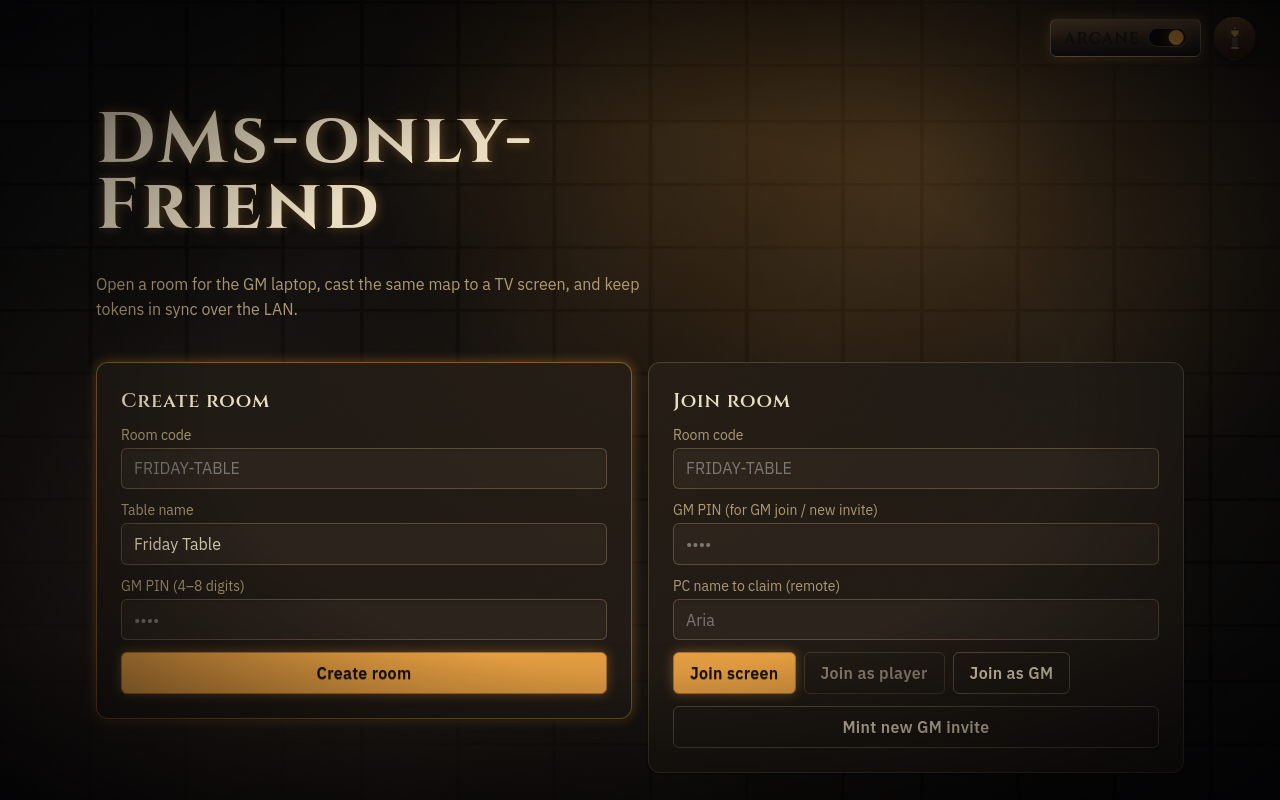 ARCANE
DMs-only-
Friend
Open a room for the GM laptop, cast the same map to a TV screen, and keep
tokens in sync over the LAN.
Create room
Room code
FRIDAY-TABLE
Table name
Friday Table
GM PIN (4–8 digits)
••••
Create room
Join room
Room code
FRIDAY-TABLE
GM PIN (for GM join / new invite)
••••
PC name to claim (remote)
Aria
Join screen
Join as player
Join as GM
Mint new GM invite